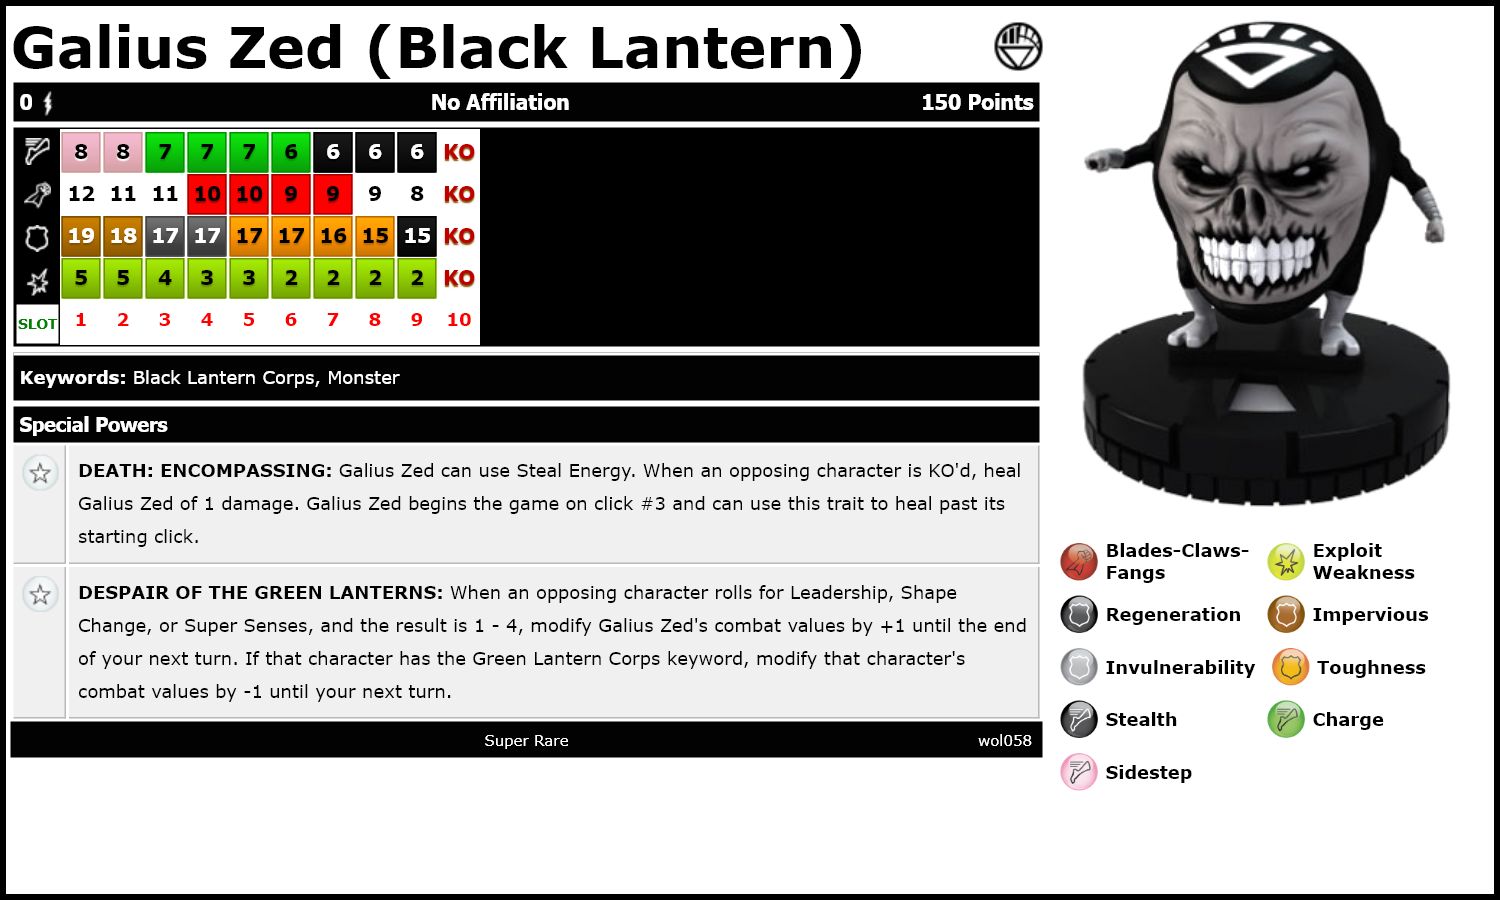 Galius Zed (Black Lantern)
0 No Affiliation 150 Points
8 8 7 7 7 6 6 6 6 KO
12 11 11 10 10 9 9 9 8 KO
19 18 17 17 17 17 16 15 15 KO
5 5 4 3 3 2 2 2 2 KO
SLOT 1 2 3 4 5 6 7 8 9 10
Keywords: Black Lantern Corps, Monster
Special Powers
DEATH: ENCOMPASSING: Galius Zed can use Steal Energy. When an opposing character is KO'd, heal
Galius Zed of 1 damage. Galius Zed begins the game on click #3 and can use this trait to heal past its
starting click.
DESPAIR OF THE GREEN LANTERNS: When an opposing character rolls for Leadership, Shape
Change, or Super Senses, and the result is 1 - 4, modify Galius Zed's combat values by +1 until the end
of your next turn. If that character has the Green Lantern Corps keyword, modify that character's
combat values by -1 until your next turn.
Super Rare wol058
Blades-Claws-
Fangs
Exploit
Weakness
Regeneration
Impervious
Invulnerability
Toughness
Stealth
Charge
Sidestep